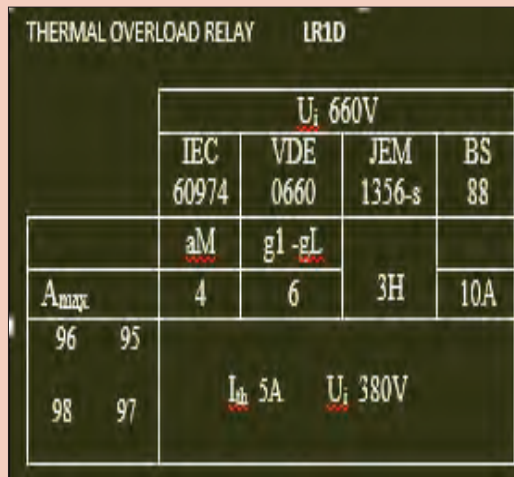 THERMAL OVERLOAD RELAY LR1D
Ui 660V
IEC VDE JEM BS
60974 0660 1356-s 88
aM g1 -gL
Amax 4 6 3H 10A
96 95
Ith 5A Ui 380V
98 97